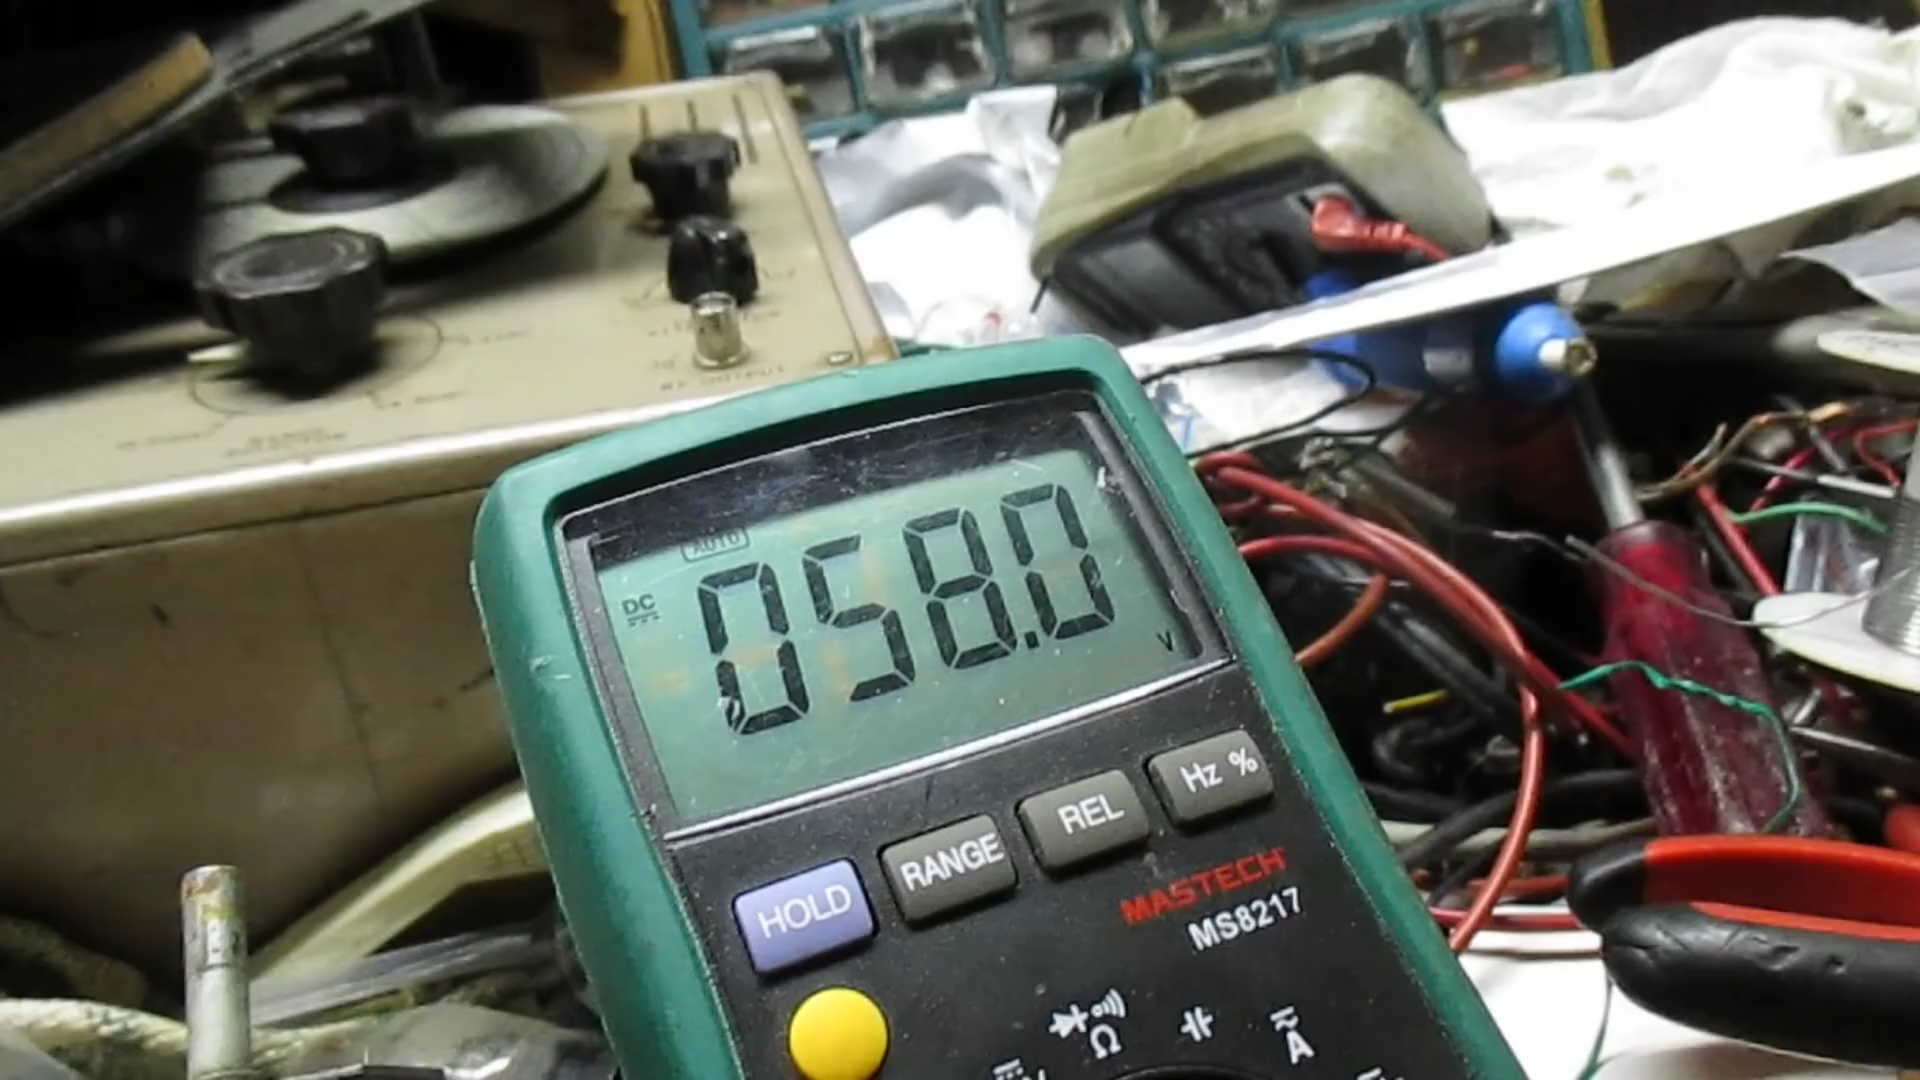 AUTO
DC
058.0
V
HOLD
RANGE
REL
Hz %
MASTECH
MS8217
Ω
A